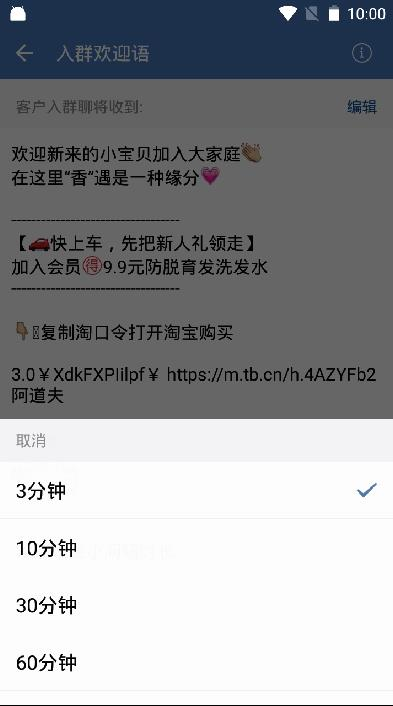 10:00
入群欢迎语
客户入群聊将收到:
编辑
欢迎新来的小宝贝加入大家庭👏🏼
在这里“香”遇是一种缘分💗
----------------------------------
【🚗快上车，先把新人礼领走】
加入会员🉐9.9元防脱育发洗发水
----------------------------------
👇🏼复制淘口令打开淘宝购买
3.0￥XdkFXPIilpf￥ https://m.tb.cn/h.4AZYFb2
阿道夫
取消
3分钟
10分钟
30分钟
60分钟